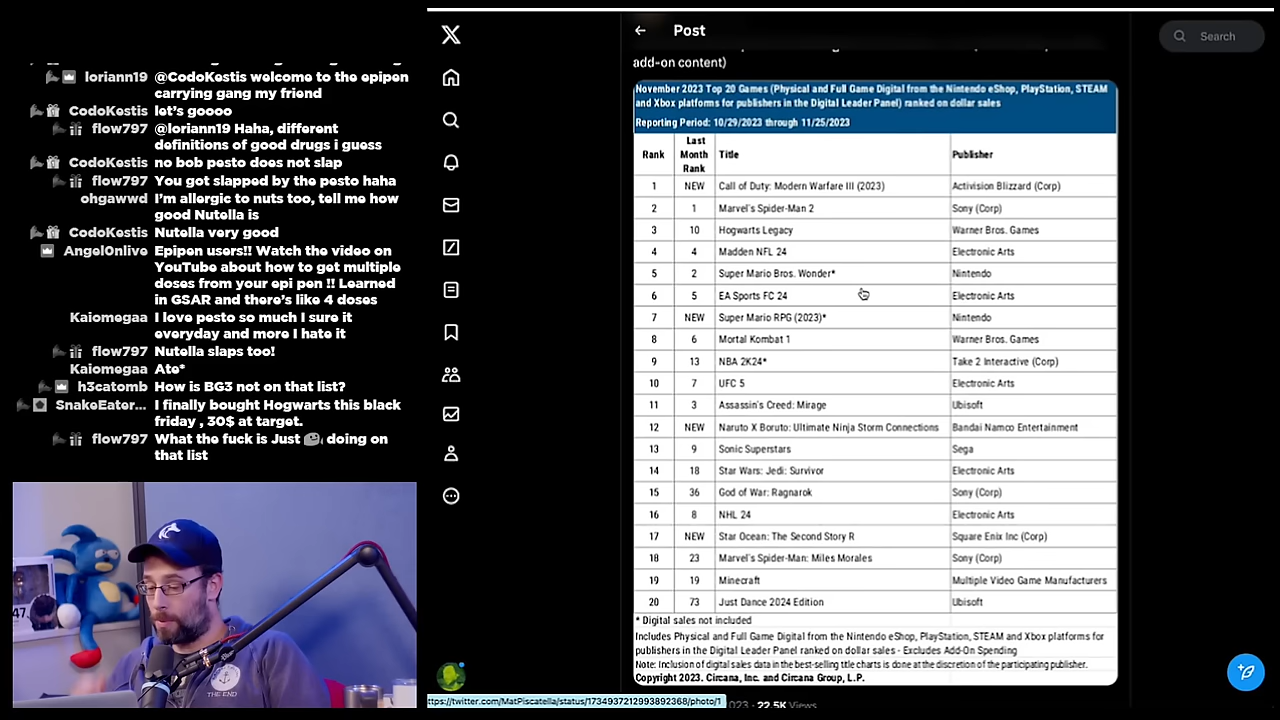 loriann19 @CodoKestis welcome to the epipen
carrying gang my friend
CodoKestis let's goooo
flow797 @loriann19 Haha, different
definitions of good drugs i guess
CodoKestis no bob pesto does not slap
flow797 You got slapped by the pesto haha
ohgawwd I'm allergic to nuts too, tell me how
good Nutella is
CodoKestis Nutella very good
AngelOnlive Epipen users!! Watch the video on
YouTube about how to get multiple
doses from your epi pen !! Learned
in GSAR and there's like 4 doses
Kaiomegaa I love pesto so much I sure it
everyday and more I hate it
flow797 Nutella slaps too!
Kaiomegaa Ate*
h3catomb How is BG3 not on that list?
SnakeEater... I finally bought Hogwarts this black
friday , 30$ at target.
flow797 What the fuck is Just doing on
that list
47.
THE END
Post
Search
add-on content)
November 2023 Top 20 Games (Physical and Full Game Digital from the Nintendo eShop, PlayStation, STEAM
and Xbox platforms for publishers in the Digital Leader Panel) ranked on dollar sales
Reporting Period: 10/29/2023 through 11/25/2023
Rank Last Month Rank Title Publisher
1 NEW Call of Duty: Modern Warfare III (2023) Activision Blizzard (Corp)
2 1 Marvel's Spider-Man 2 Sony (Corp)
3 10 Hogwarts Legacy Warner Bros. Games
4 4 Madden NFL 24 Electronic Arts
5 2 Super Mario Bros. Wonder* Nintendo
6 5 EA Sports FC 24 Electronic Arts
7 NEW Super Mario RPG (2023)* Nintendo
8 6 Mortal Kombat 1 Warner Bros. Games
9 13 NBA 2K24* Take 2 Interactive (Corp)
10 7 UFC 5 Electronic Arts
11 3 Assassin's Creed: Mirage Ubisoft
12 NEW Naruto X Boruto: Ultimate Ninja Storm Connections Bandai Namco Entertainment
13 9 Sonic Superstars Sega
14 18 Star Wars: Jedi: Survivor Electronic Arts
15 36 God of War: Ragnarok Sony (Corp)
16 8 NHL 24 Electronic Arts
17 NEW Star Ocean: The Second Story R Square Enix Inc (Corp)
18 23 Marvel's Spider-Man: Miles Morales Sony (Corp)
19 19 Minecraft Multiple Video Game Manufacturers
20 73 Just Dance 2024 Edition Ubisoft
* Digital sales not included
Includes Physical and Full Game Digital from the Nintendo eShop, PlayStation, STEAM and Xbox platforms for
publishers in the Digital Leader Panel ranked on dollar sales - Excludes Add-On Spending
Note: Inclusion of digital sales data in the best-selling title charts is done at the discretion of the participating publisher.
Copyright 2023. Circana, Inc. and Circana Group, L.P.
ttps://twitter.com/MatPiscatella/status/1734937212993892368/photo/1
023 · 22.5K Views